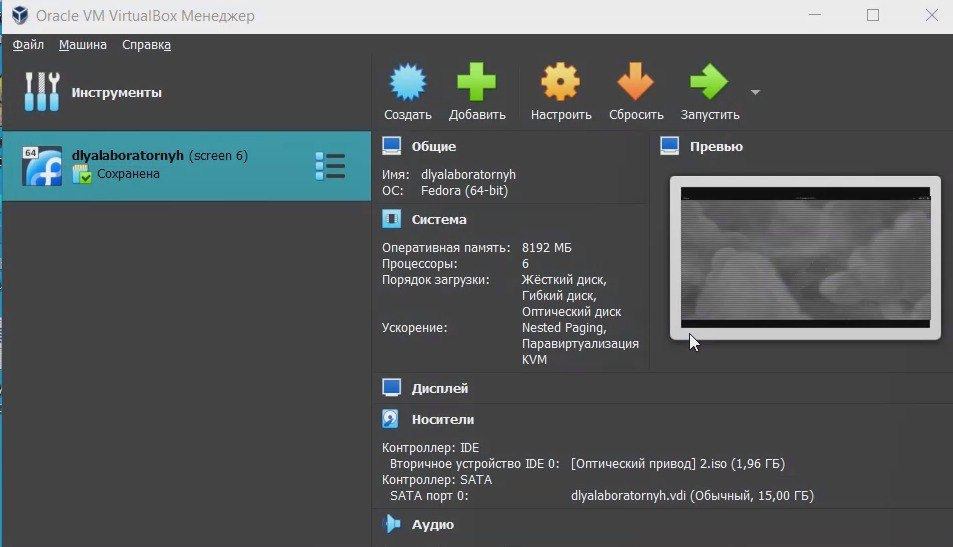 Oracle VM VirtualBox Менеджер
Файл Машина Справка
Инструменты
Создать Добавить Настроить Сбросить Запустить
64
dlyalaboratornyh (screen 6)
Сохранена
Общие
Имя: dlyalaboratornyh
ОС: Fedora (64-bit)
Превью
Система
Оперативная память: 8192 МБ
Процессоры: 6
Порядок загрузки: Жёсткий диск,
Гибкий диск,
Оптический диск
Ускорение: Nested Paging,
Паравиртуализация
KVM
Дисплей
Носители
Контроллер: IDE
Вторичное устройство IDE 0: [Оптический привод] 2.iso (1,96 ГБ)
Контроллер: SATA
SATA порт 0: dlyalaboratornyh.vdi (Обычный, 15,00 ГБ)
Аудио